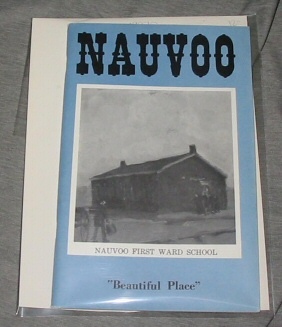 NAUVOO
NAUVOO FIRST WARD SCHOOL
"Beautiful Place"